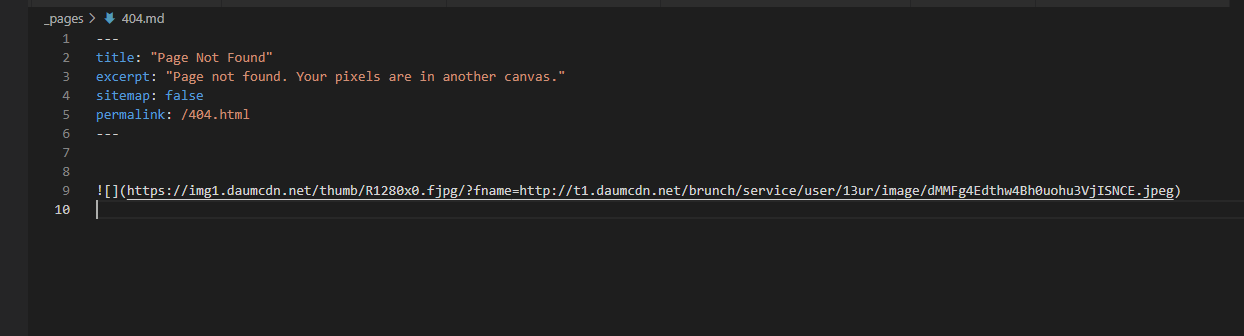 _pages > 404.md
1 ---
2 title: "Page Not Found"
3 excerpt: "Page not found. Your pixels are in another canvas."
4 sitemap: false
5 permalink: /404.html
6 ---
7
8
9 ![](https://img1.daumcdn.net/thumb/R1280x0.fjpg/?fname=http://t1.daumcdn.net/brunch/service/user/13ur/image/dMMFg4Edthw4Bh0uohu3VjISNCE.jpeg)
10